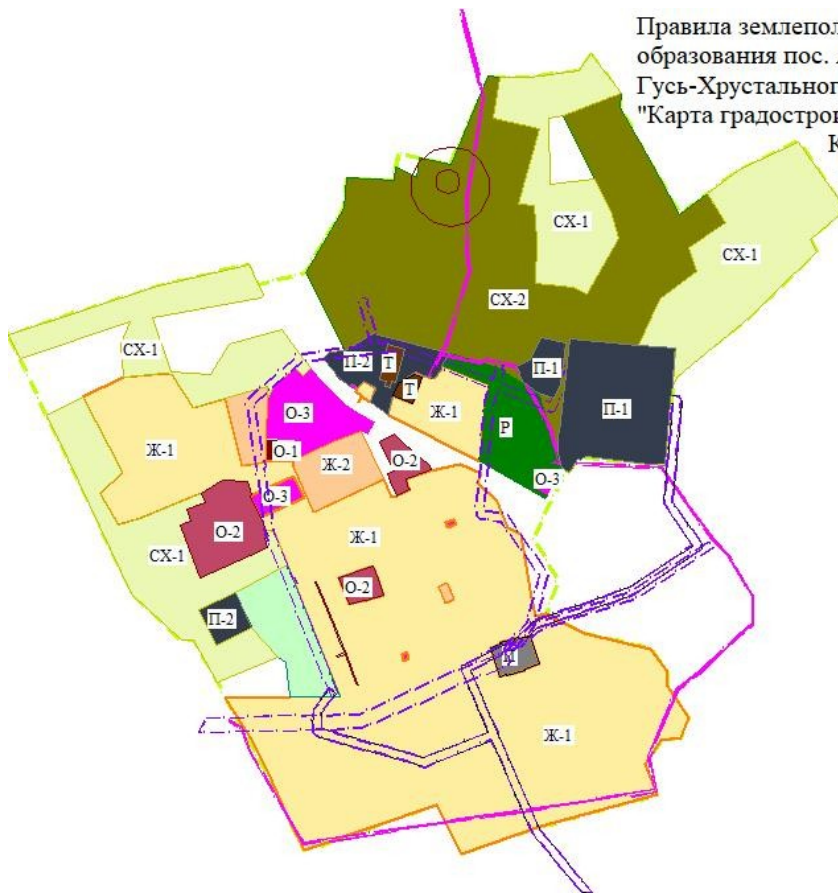 Правила землепол
образования пос.
Гусь-Хрустальног
"Карта градострои
К
СХ-1
СХ-1
СХ-2
СХ-1
П-2
Т
П-1
Т
П-1
О-3
Ж-1
Р
Ж-1
О-1
Ж-2
О-2
О-3
О-3
О-2
Ж-1
СХ-1
О-2
П-2
Ж-1